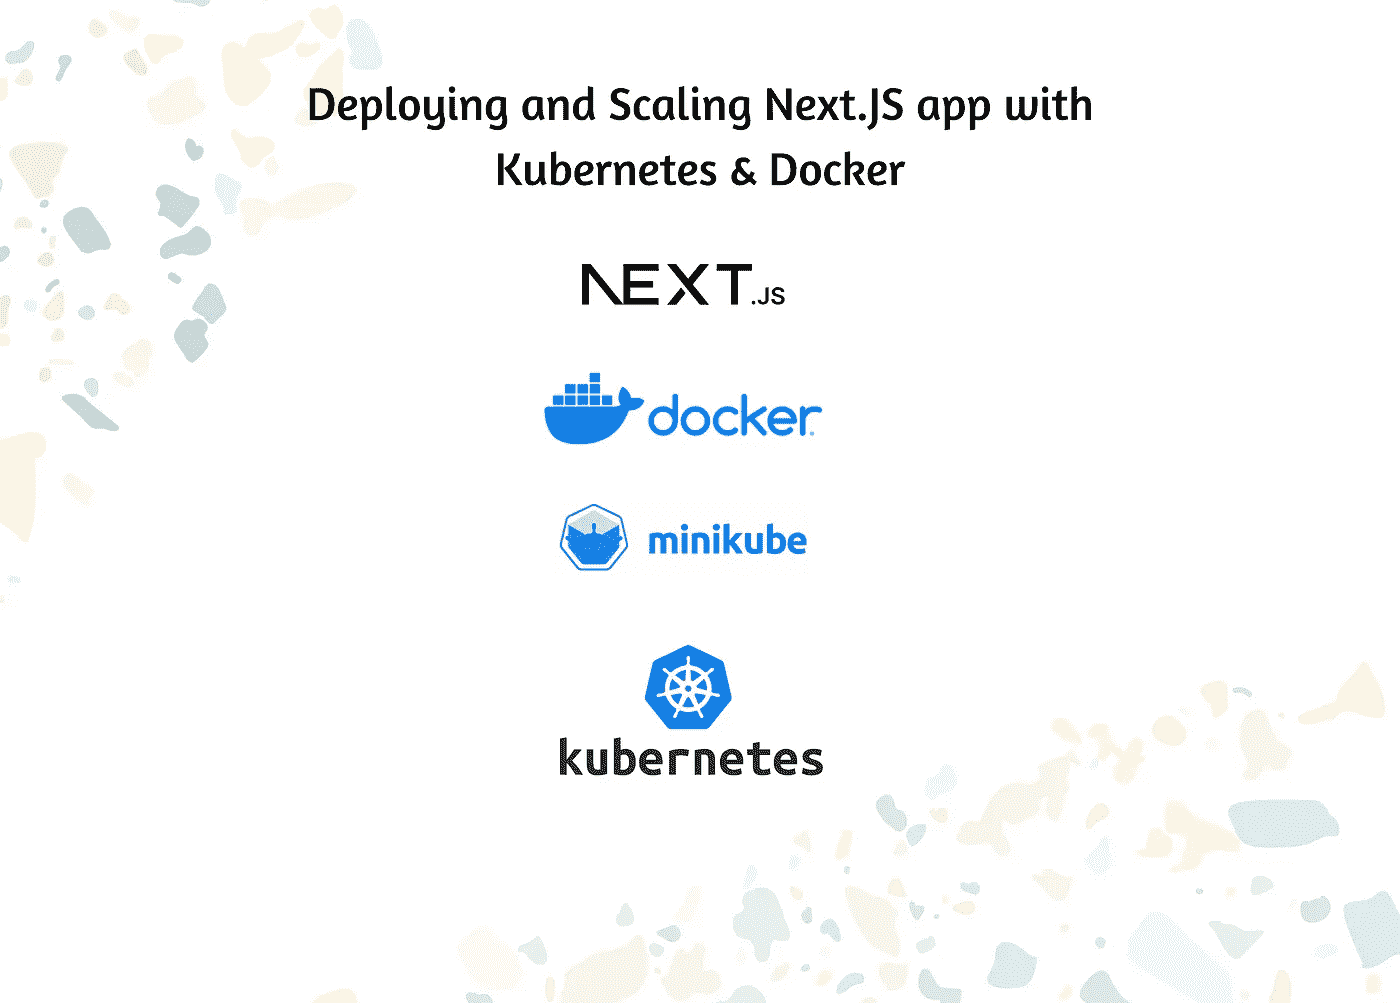 Deploying and Scaling Next.JS app with
Kubernetes & Docker
NEXT.JS
docker
minikube
kubernetes